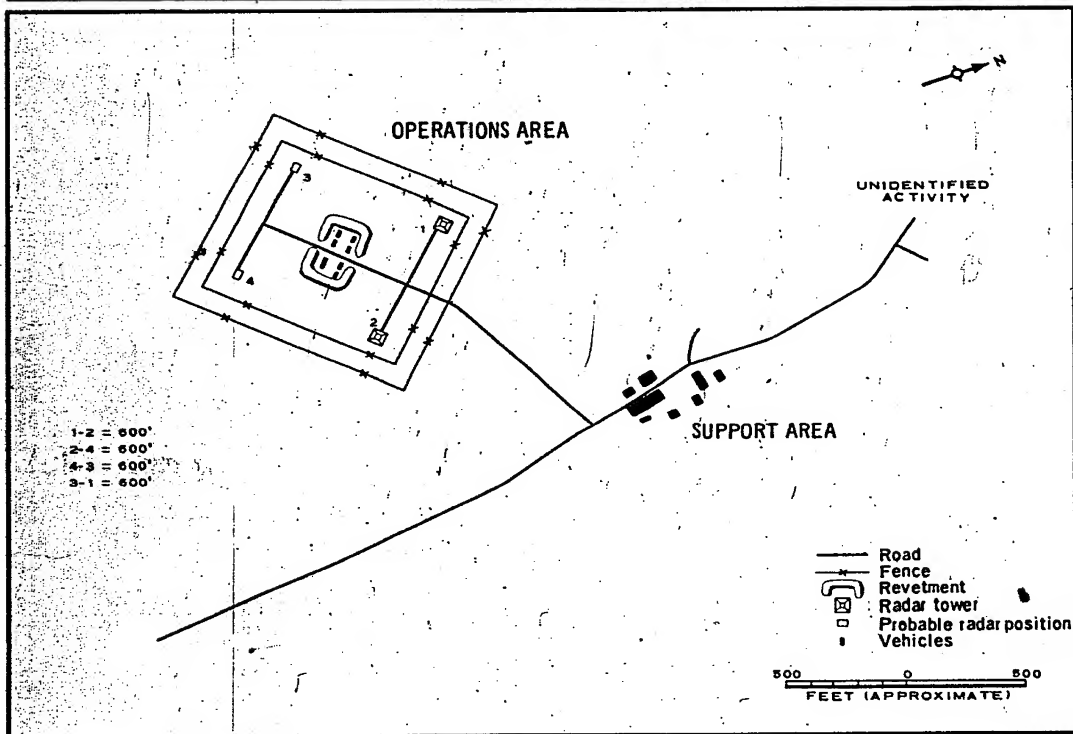 N
OPERATIONS AREA
UNIDENTIFIED
ACTIVITY
3
1
4
2
1-2 = 600'
2-4 = 600'
4-3 = 600'
3-1 = 600'
SUPPORT AREA
Road
Fence
Revetment
Radar tower
Probable radar position
Vehicles
500 0 500
FEET (APPROXIMATE)